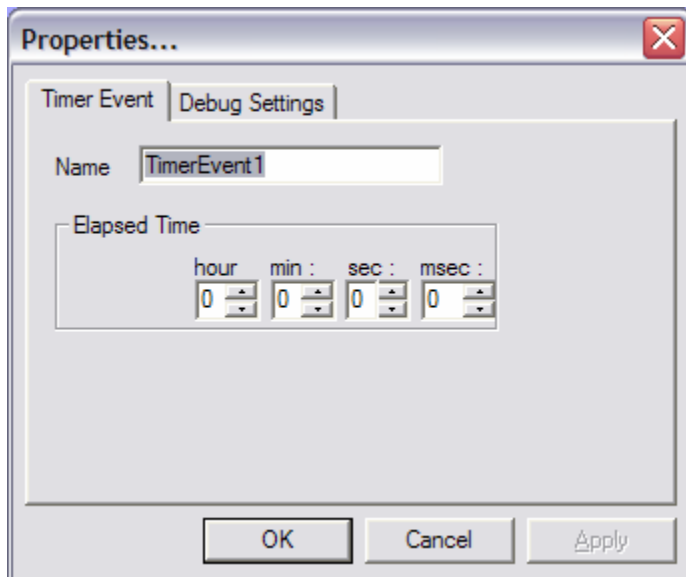 Properties...
Timer Event Debug Settings
Name TimerEvent1
Elapsed Time
hour min : sec : msec :
0 0 0 0
OK Cancel Apply